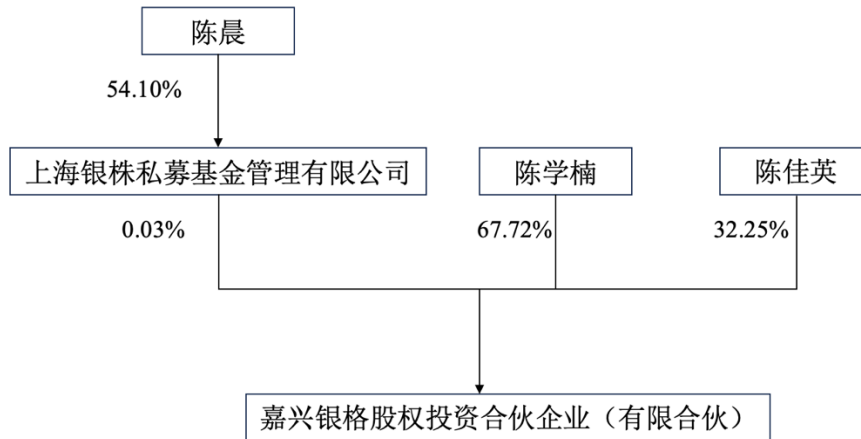 陈晨
54.10%
上海银株私募基金管理有限公司
陈学楠
陈佳英
0.03%
67.72%
32.25%
嘉兴银格股权投资合伙企业（有限合伙）